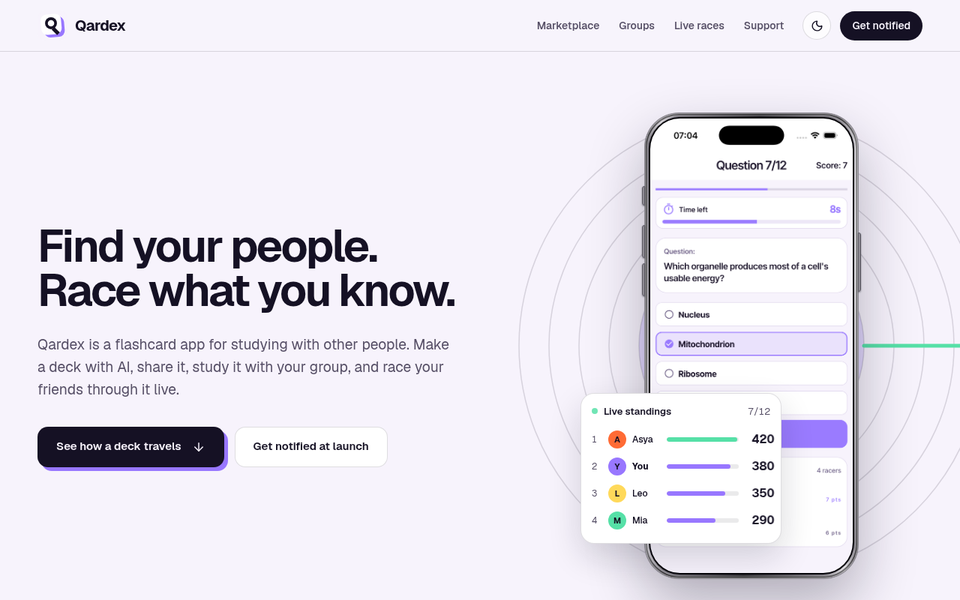 Qardex
Marketplace
Groups
Live races
Support
Get notified
Find your people.
Race what you know.
Qardex is a flashcard app for studying with other people. Make
a deck with AI, share it, study it with your group, and race your
friends through it live.
See how a deck travels
Get notified at launch
07:04
Question 7/12
Score: 7
Time left
8s
Question:
Which organelle produces most of a cell's
usable energy?
Nucleus
Mitochondrion
Ribosome
4 racers
7 pts
6 pts
Live standings
7/12
1 A Asya 420
2 Y You 380
3 L Leo 350
4 M Mia 290